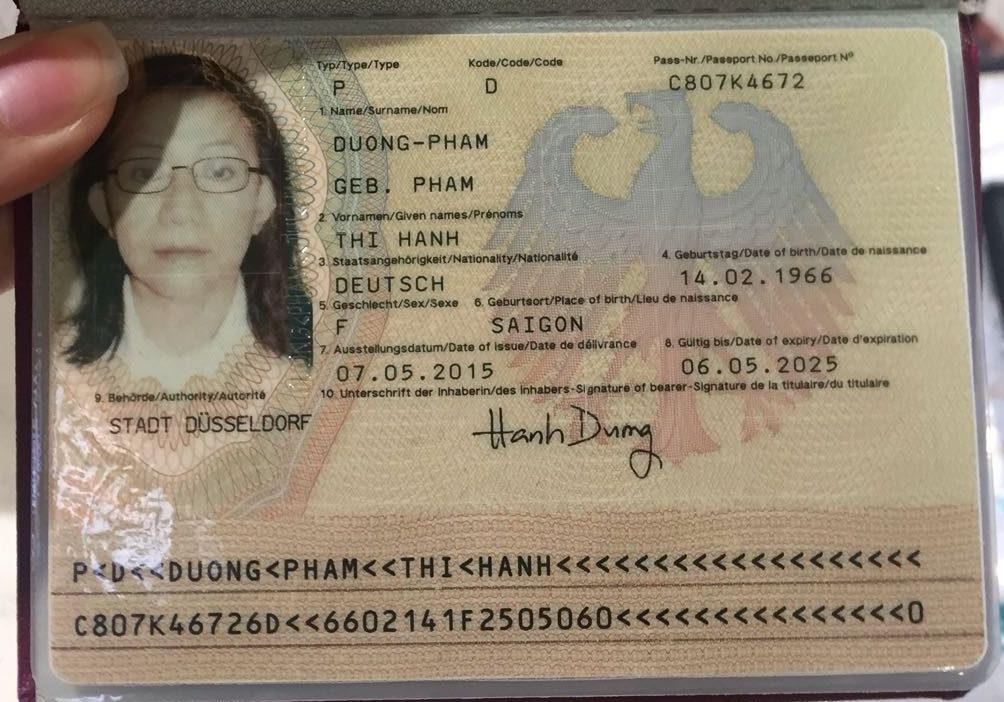 Typ/Type/Type Kode/Code/Code Pass-Nr./Passport No./Passeport N°
P D C807K4672
1. Name/Surname/Nom
DUONG-PHAM
GEB. PHAM
2. Vornamen/Given names/Prénoms
THI HANH
3. Staatsangehörigkeit/Nationality/Nationalité 4. Geburtstag/Date of birth/Date de naissance
DEUTSCH 14.02.1966
5. Geschlecht/Sex/Sexe 6. Geburtsort/Place of birth/Lieu de naissance
F SAIGON
7. Ausstellungsdatum/Date of issue/Date de délivrance 8. Gültig bis/Date of expiry/Date d'expiration
07.05.2015 06.05.2025
9. Behörde/Authority/Autorité 10. Unterschrift der Inhaberin/des Inhabers-Signature of bearer-Signature de la titulaire/du titulaire
STADT DÜSSELDORF Hanh Duong
P<D<<DUONG<PHAM<<THI<HANH<<<<<<<<<<<<<<<<<<<
C807K46726D<<6602141F2505060<<<<<<<<<<<<<<<0